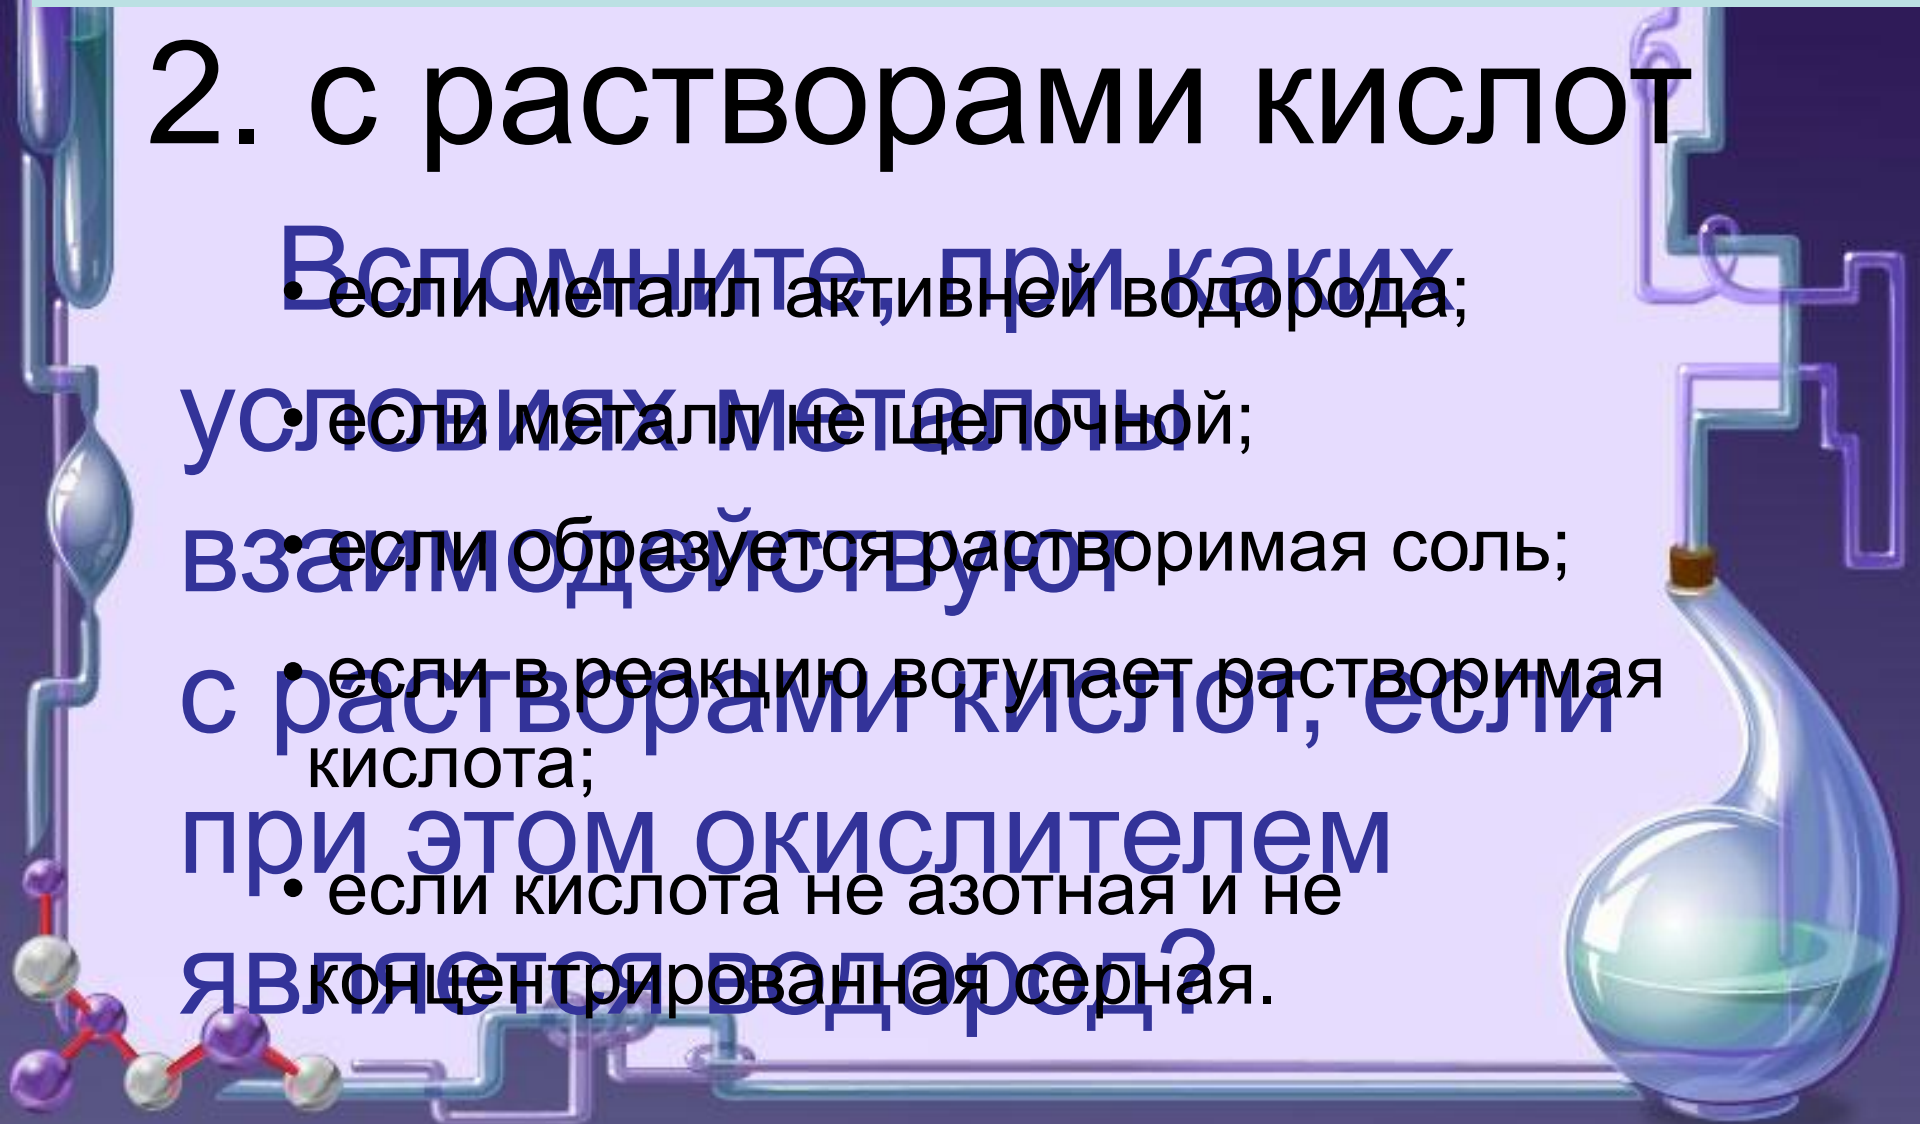 2. с растворами кислот
Вспомните, при каких
условиях металлы
взаимодействуют
с растворами кислот, если
при этом окислителем
является водород?
• если металл активней водорода;
• если металл не щелочной;
• если образуется растворимая соль;
• если в реакцию вступает растворимая
кислота;
• если кислота не азотная и не
концентрированная серная.